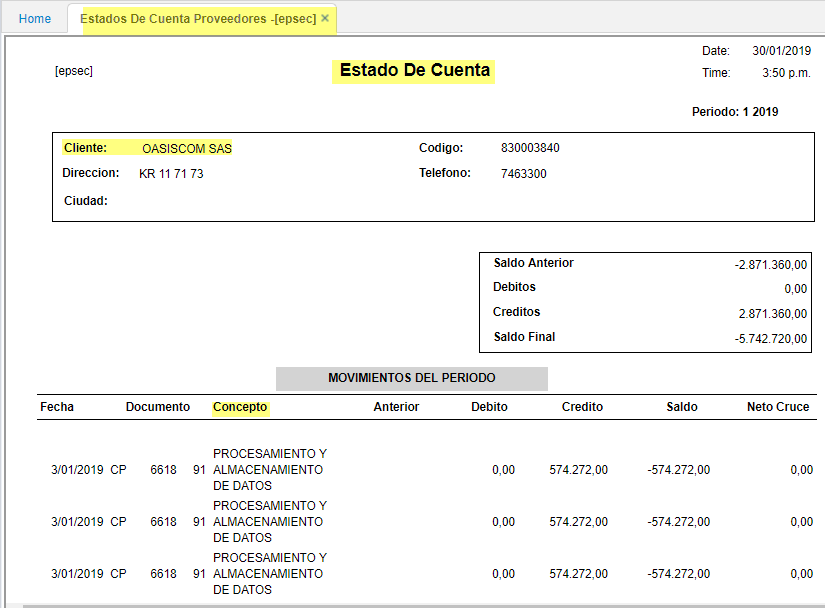 Home Estados De Cuenta Proveedores -[epsec] ×
Date: 30/01/2019
[epsec] Estado De Cuenta
Time: 3:50 p.m.
Periodo: 1 2019
Cliente: OASISCOM SAS Codigo: 830003840
Direccion: KR 11 71 73 Telefono: 7463300
Ciudad:
Saldo Anterior -2.871.360,00
Debitos 0,00
Creditos 2.871.360,00
Saldo Final -5.742.720,00
MOVIMIENTOS DEL PERIODO
Fecha Documento Concepto Anterior Debito Credito Saldo Neto Cruce
PROCESAMIENTO Y
3/01/2019 CP 6618 91 ALMACENAMIENTO 0,00 574.272,00 -574.272,00 0,00
DE DATOS
PROCESAMIENTO Y
3/01/2019 CP 6618 91 ALMACENAMIENTO 0,00 574.272,00 -574.272,00 0,00
DE DATOS
PROCESAMIENTO Y
3/01/2019 CP 6618 91 ALMACENAMIENTO 0,00 574.272,00 -574.272,00 0,00
DE DATOS